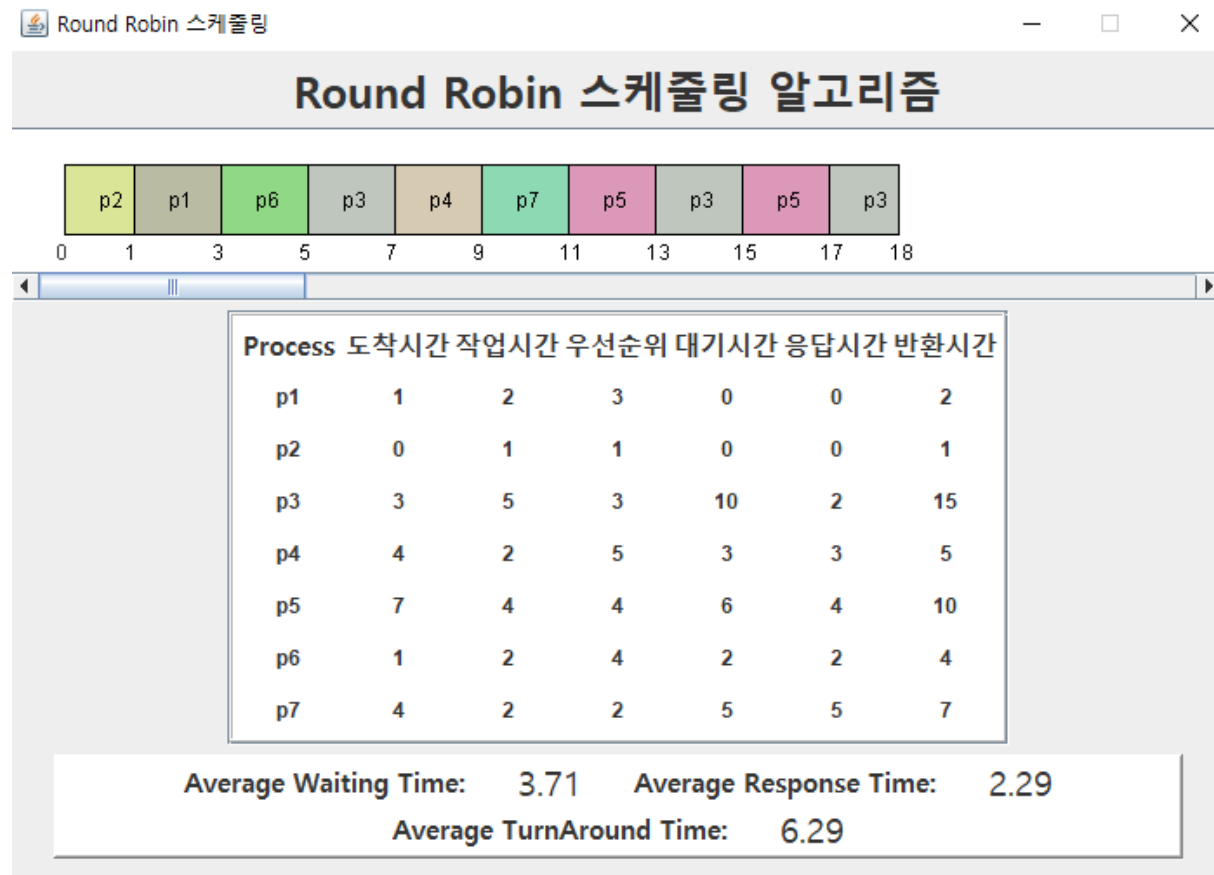 Round Robin 스케줄링
Round Robin 스케줄링 알고리즘
p2 p1 p6 p3 p4 p7 p5 p3 p5 p3
0 1 3 5 7 9 11 13 15 17 18
Process 도착시간 작업시간 우선순위 대기시간 응답시간 반환시간
p1 1 2 3 0 0 2
p2 0 1 1 0 0 1
p3 3 5 3 10 2 15
p4 4 2 5 3 3 5
p5 7 4 4 6 4 10
p6 1 2 4 2 2 4
p7 4 2 2 5 5 7
Average Waiting Time: 3.71 Average Response Time: 2.29
Average TurnAround Time: 6.29